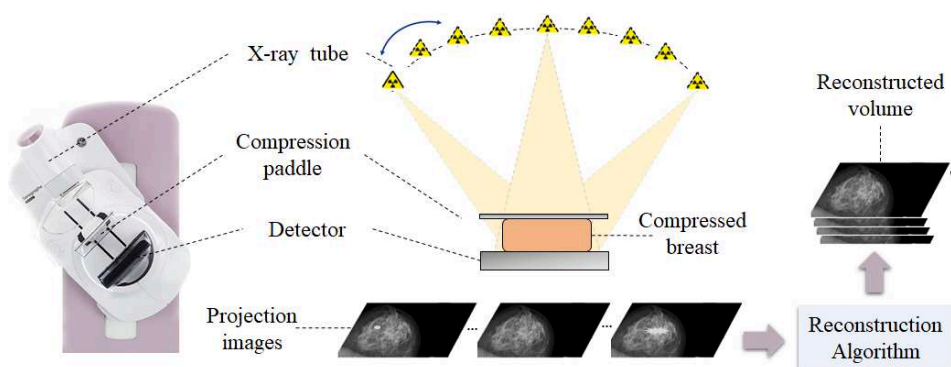 X-ray tube
Compression
paddle
Detector
Projection
images
...
...
Compressed
breast
Reconstructed
volume
Reconstruction
Algorithm